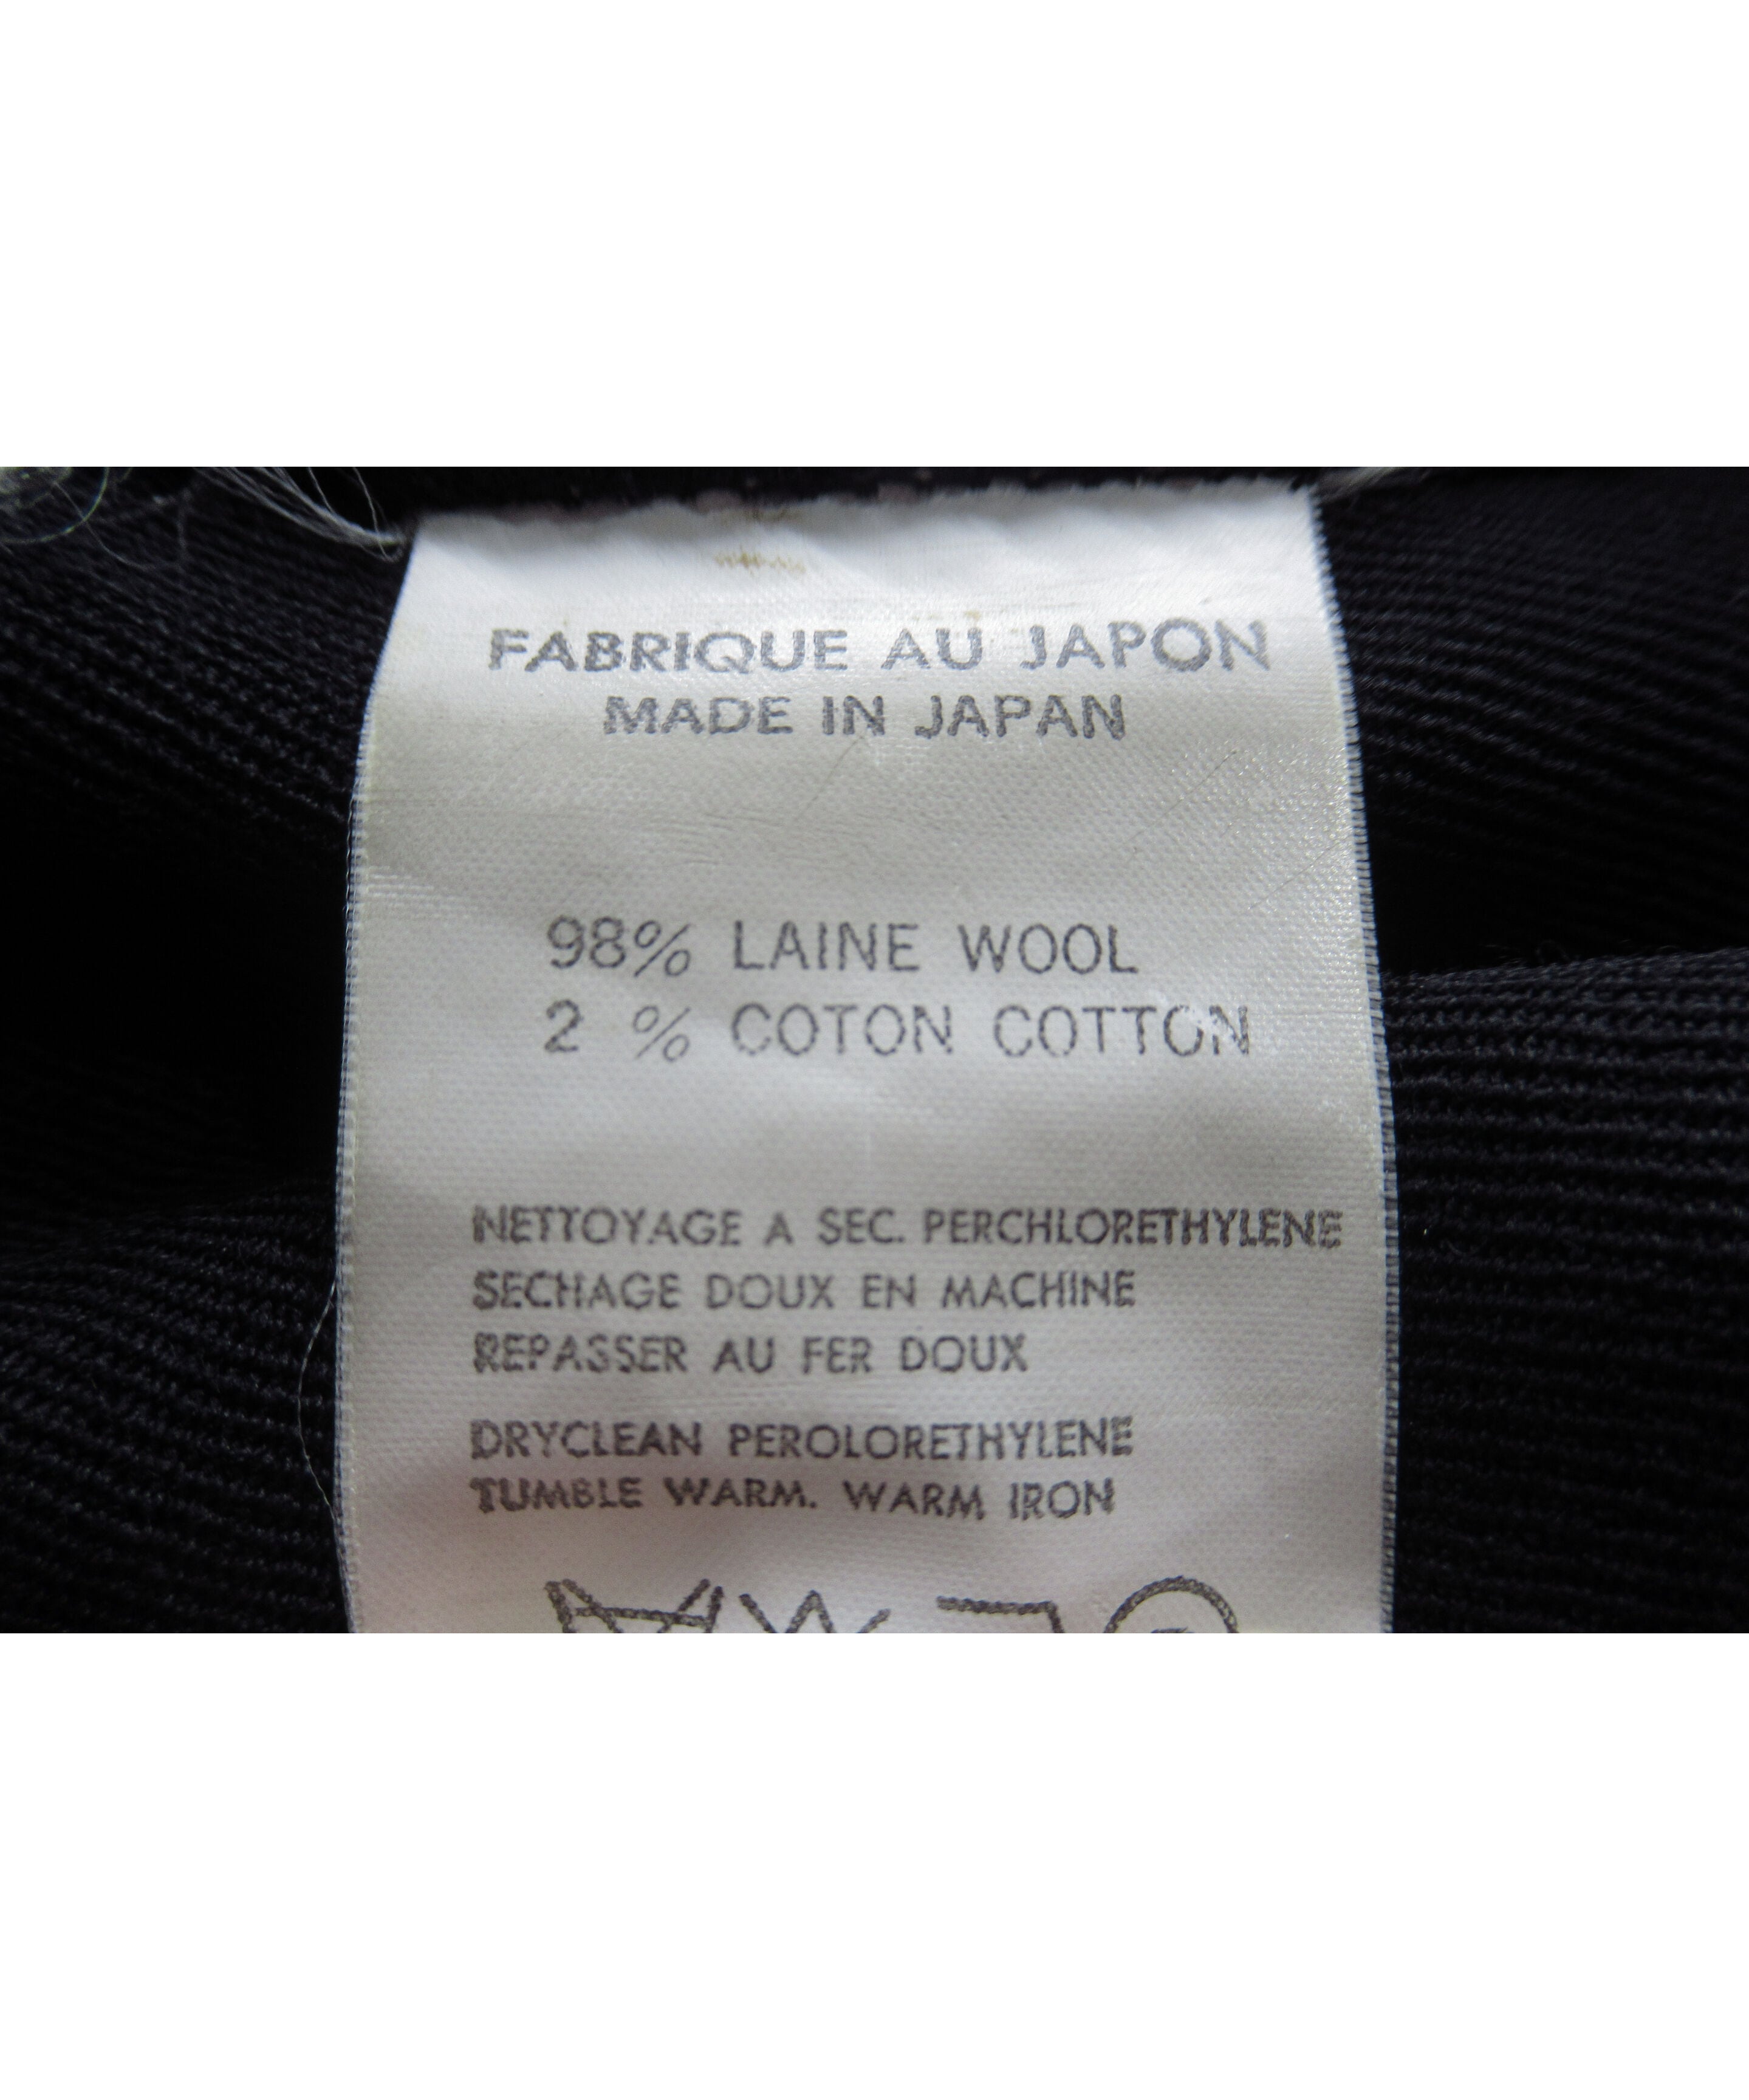 FABRIQUE AU JAPON
MADE IN JAPAN
98% LAINE WOOL
2 % COTON COTTON
NETTOYAGE A SEC. PERCHLORETHYLENE
SECHAGE DOUX EN MACHINE
REPASSER AU FER DOUX
DRYCLEAN PEROLORETHYLENE
TUMBLE WARM. WARM IRON